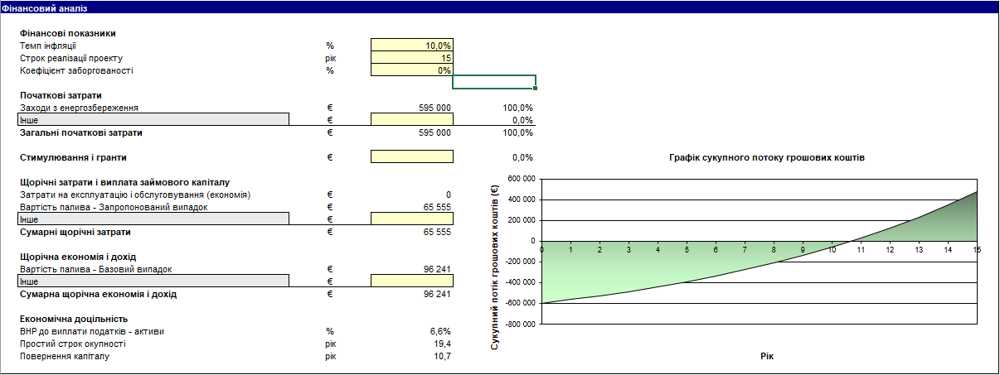 Фінансовий аналіз
Фінансові показники
Темп інфляції % 10,0%
Строк реалізації проекту рік 15
Коефіцієнт заборгованості % 0%
Початкові затрати
Заходи з енергозбереження € 595 000 100,0%
Інше € 0,0%
Загальні початкові затрати € 595 000 100,0%
Стимулювання і гранти € 0,0%
Щорічні затрати і виплата займового капіталу
Затрати на експлуатацію і обслуговування (економія) € 0
Вартість палива - Запропонований випадок € 65 555
Інше €
Сумарні щорічні затрати € 65 555
Щорічна економія і дохід
Вартість палива - Базовий випадок € 96 241
Інше €
Сумарна щорічна економія і дохід € 96 241
Економічна доцільність
ВНР до виплати податків - активи % 6,6%
Простий строк окупності рік 19,4
Повернення капіталу рік 10,7
Графік сукупного потоку грошових коштів
Сукупний потік грошових коштів (€)
600 000
400 000
200 000
0
-200 000
-400 000
-600 000
-800 000
0 1 2 3 4 5 6 7 8 9 10 11 12 13 14 15
Рік